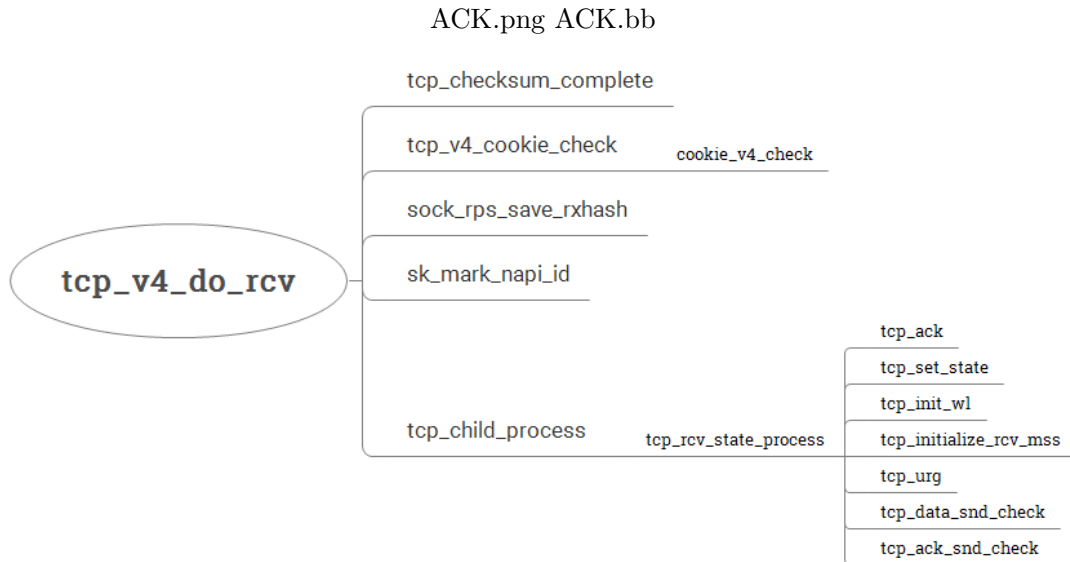 ACK.png ACK.bb
tcp_v4_do_rcv
tcp_checksum_complete
tcp_v4_cookie_check
cookie_v4_check
sock_rps_save_rxhash
sk_mark_napi_id
tcp_child_process
tcp_rcv_state_process
tcp_ack
tcp_set_state
tcp_init_wl
tcp_initialize_rcv_mss
tcp_urg
tcp_data_snd_check
tcp_ack_snd_check